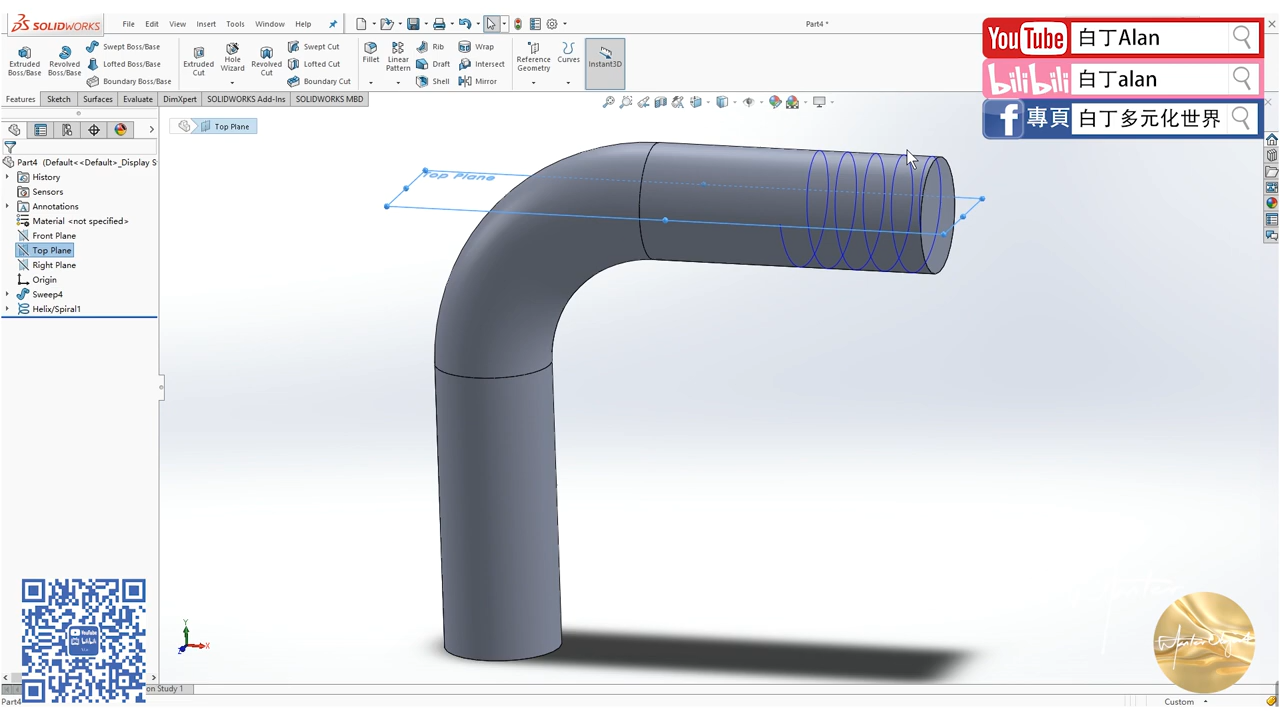 SOLIDWORKS
File Edit View Insert Tools Window Help
Part4 *
Extruded Boss/Base
Revolved Boss/Base
Swept Boss/Base
Lofted Boss/Base
Boundary Boss/Base
Extruded Cut
Hole Wizard
Revolved Cut
Swept Cut
Lofted Cut
Boundary Cut
Fillet
Linear Pattern
Rib
Draft
Shell
Wrap
Intersect
Mirror
Reference Geometry
Curves
Instant3D
Features Sketch Surfaces Evaluate DimXpert SOLIDWORKS Add-Ins SOLIDWORKS MBD
YouTube 白丁Alan
bilibili 白丁alan
f 專頁 白丁多元化世界
Top Plane
Part4 (Default<<Default>_Display S
History
Sensors
Annotations
Material <not specified>
Front Plane
Top Plane
Right Plane
Origin
Sweep4
Helix/Spiral1
Top Plane
Y
X
Z
on Study 1
Part4
Custom